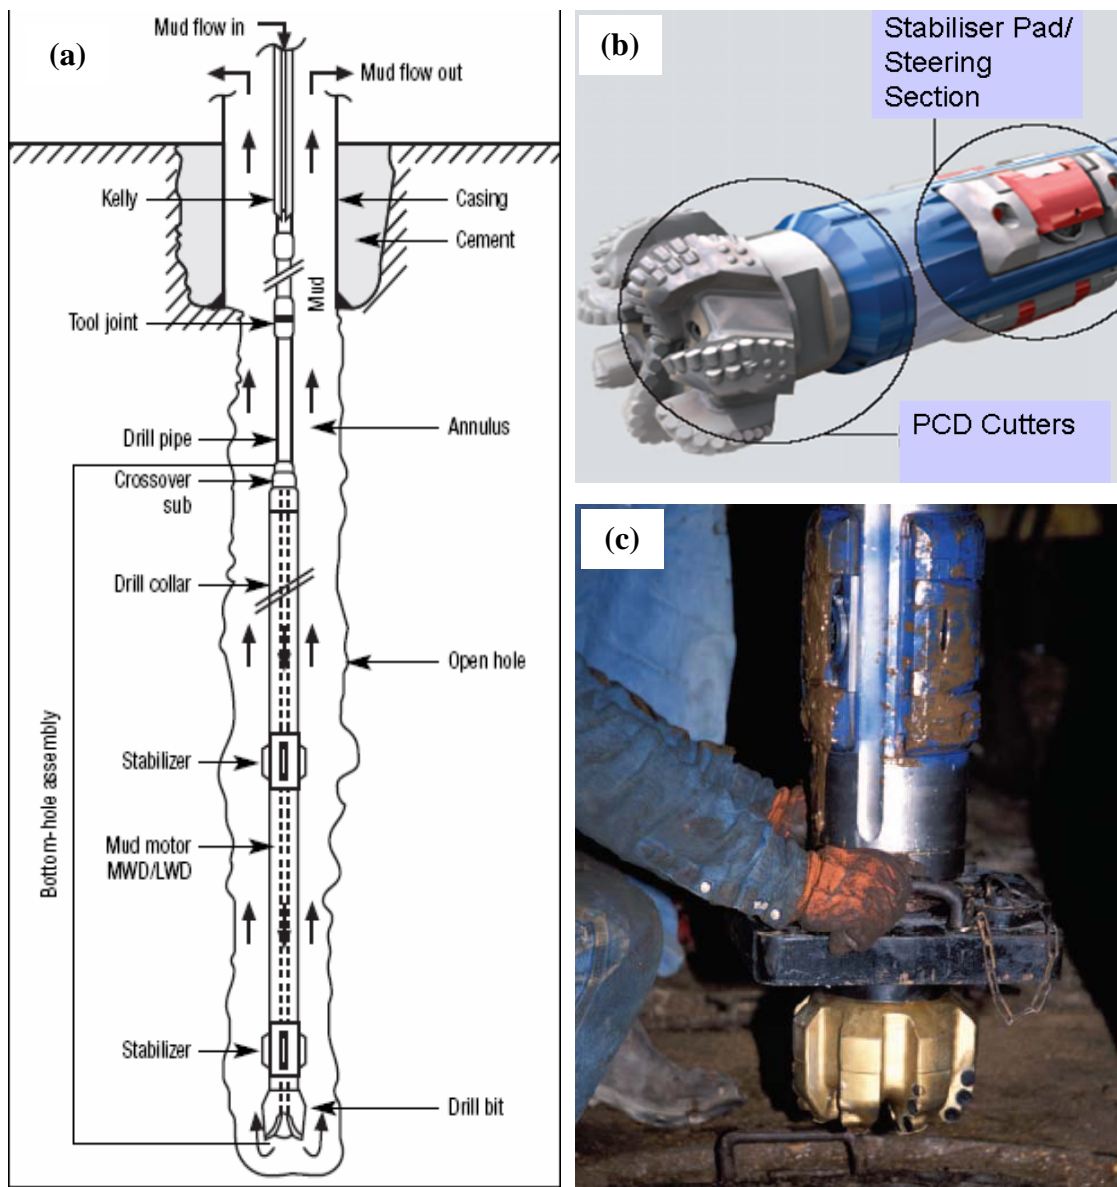 (a)
Mud flow in
Mud flow out
Kelly
Casing
Cement
Mud
Tool joint
Annulus
Drill pipe
Crossover
sub
Drill collar
Open hole
Bottom-hole assembly
Stabilizer
Mud motor
MWD/LWD
Stabilizer
Drill bit
(b)
Stabiliser Pad/
Steering
Section
PCD Cutters
(c)